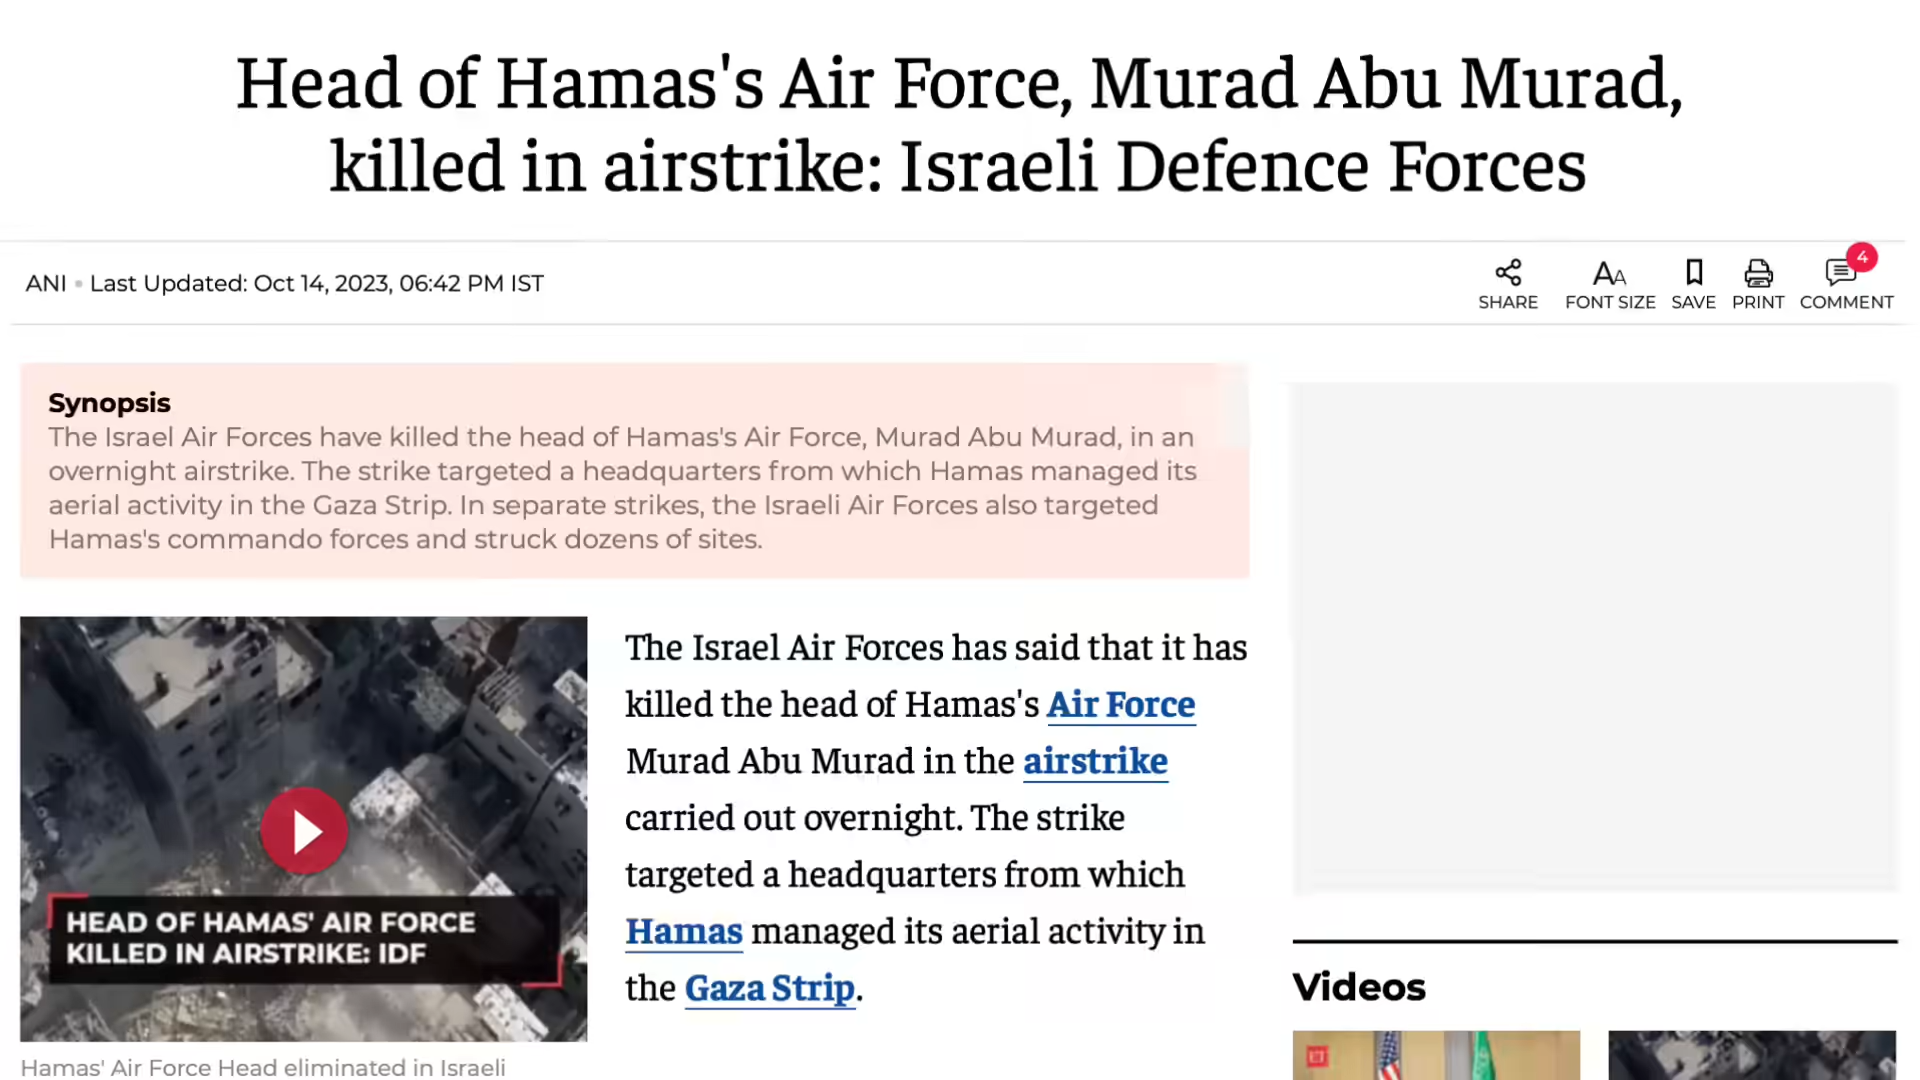 Head of Hamas's Air Force, Murad Abu Murad,
killed in airstrike: Israeli Defence Forces
ANI • Last Updated: Oct 14, 2023, 06:42 PM IST
SHARE
FONT SIZE
SAVE
PRINT
4
COMMENT
Synopsis
The Israel Air Forces have killed the head of Hamas's Air Force, Murad Abu Murad, in an
overnight airstrike. The strike targeted a headquarters from which Hamas managed its
aerial activity in the Gaza Strip. In separate strikes, the Israeli Air Forces also targeted
Hamas's commando forces and struck dozens of sites.
HEAD OF HAMAS' AIR FORCE
KILLED IN AIRSTRIKE: IDF
Hamas' Air Force Head eliminated in Israeli
The Israel Air Forces has said that it has
killed the head of Hamas's Air Force
Murad Abu Murad in the airstrike
carried out overnight. The strike
targeted a headquarters from which
Hamas managed its aerial activity in
the Gaza Strip.
Videos
ET